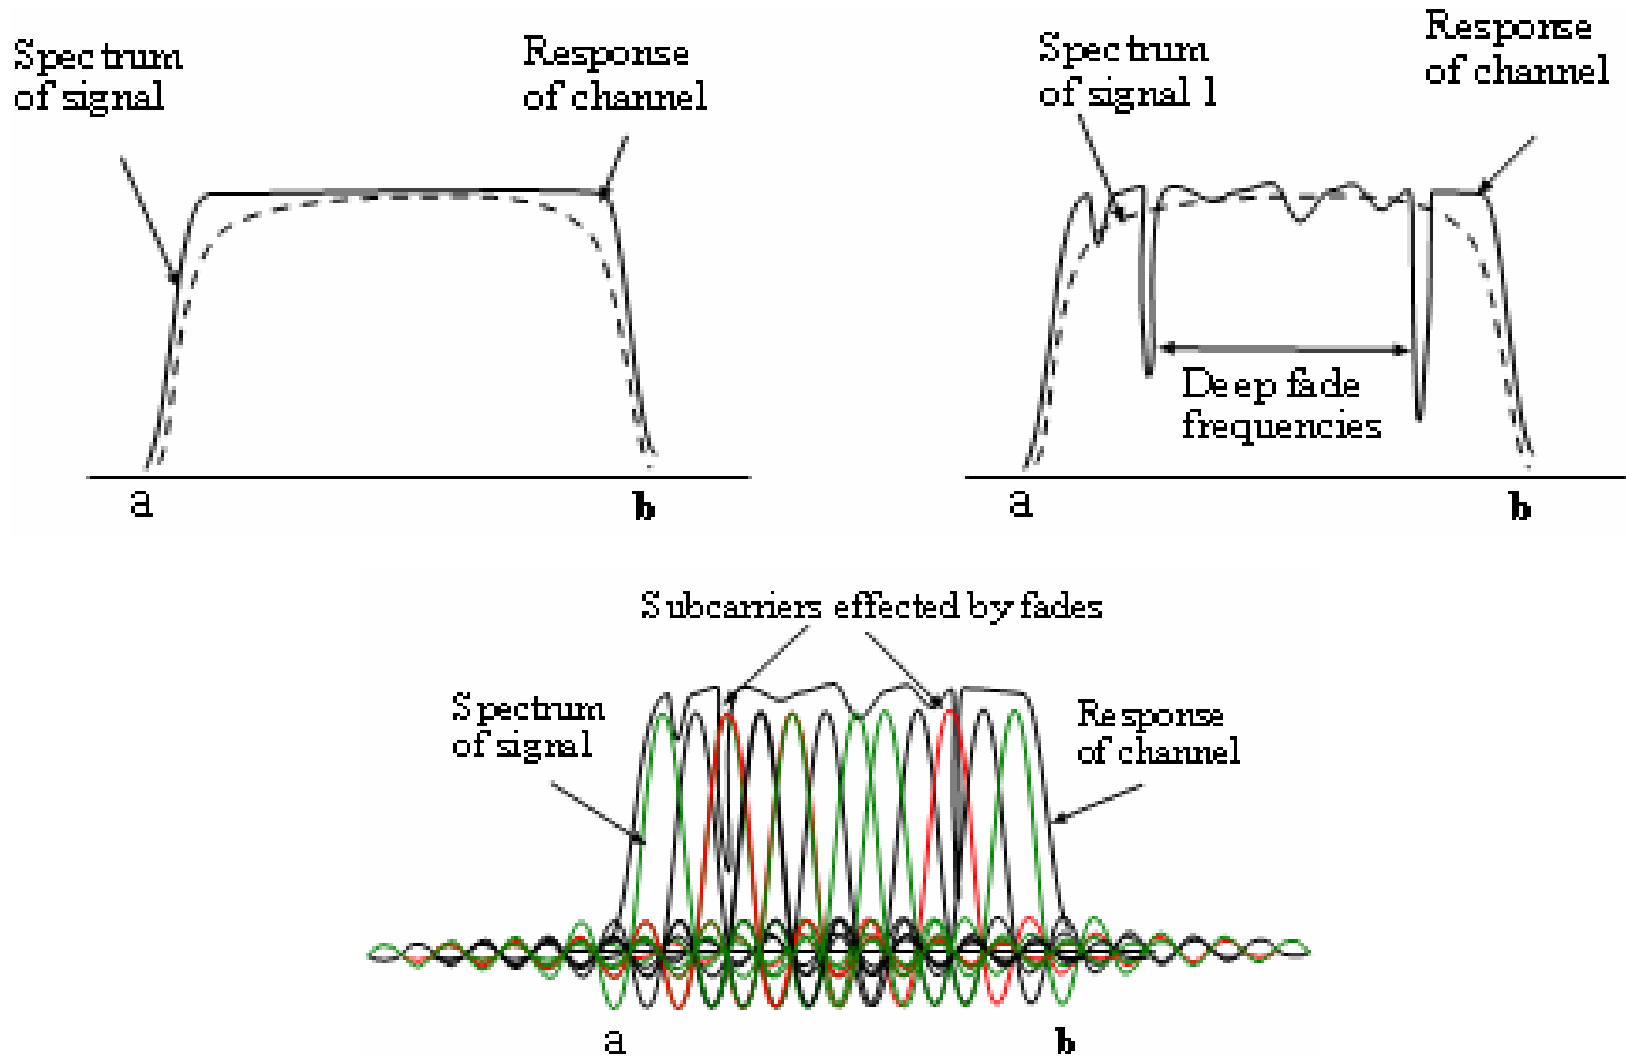 Spectrum
of signal
Response
of channel
a
b
Spectrum
of signal 1
Response
of channel
Deep fade
frequencies
a
b
Subcarriers effected by fades
Spectrum
of signal
Response
of channel
a
b